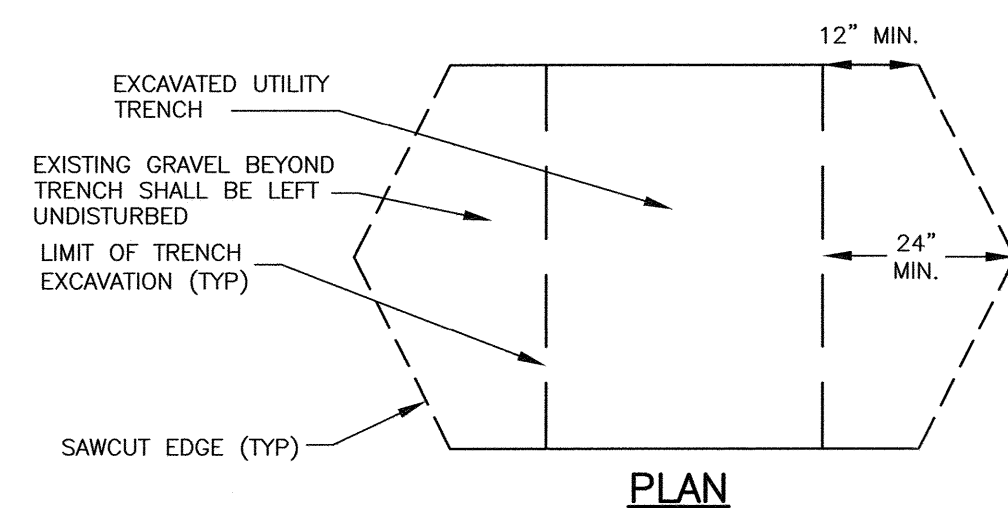 12” MIN.
EXCAVATED UTILITY
TRENCH
EXISTING GRAVEL BEYOND
TRENCH SHALL BE LEFT
UNDISTURBED
LIMIT OF TRENCH
EXCAVATION (TYP)
24”
MIN.
SAWCUT EDGE (TYP)
PLAN